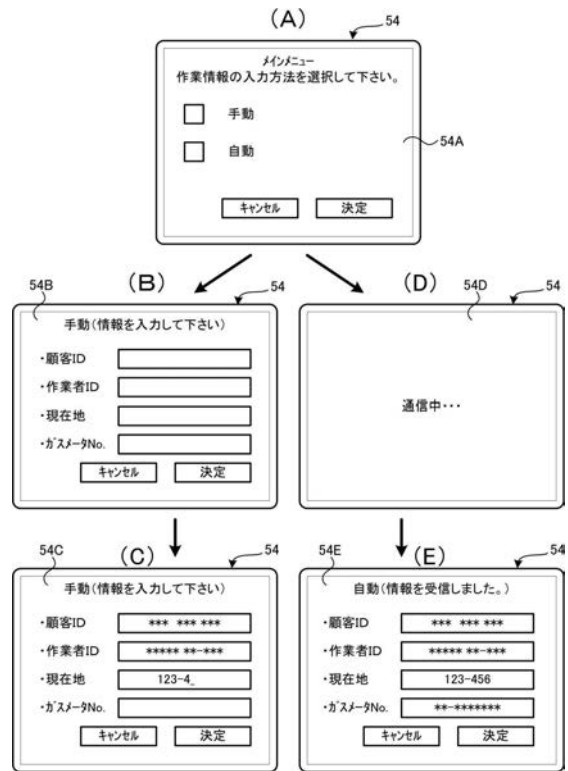 (A)
54
メインメニュー
作業情報の入力方法を選択して下さい。
手動
自動
54A
キャンセル 決定
54B
(B)
54
手動(情報を入力して下さい)
・顧客ID
・作業者ID
・現在地
・ガスメータNo.
キャンセル 決定
(D)
54D
54
通信中・・・
54C
(C)
54
手動(情報を入力して下さい)
・顧客ID *** *** ***
・作業者ID ***** **-***
・現在地 123-4_
・ガスメータNo.
キャンセル 決定
54E
(E)
54
自動(情報を受信しました。)
・顧客ID *** *** ***
・作業者ID ***** **-***
・現在地 123-456
・ガスメータNo. **-*******
キャンセル 決定